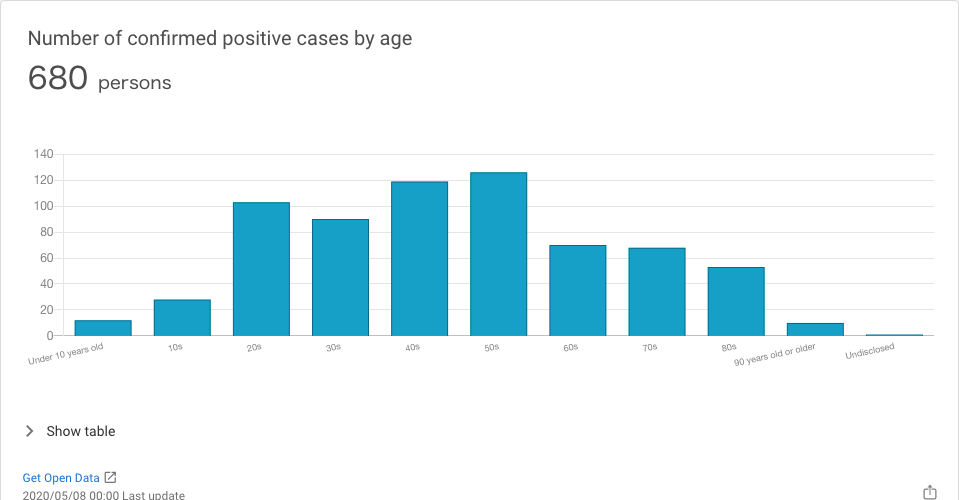 Number of confirmed positive cases by age
680 persons
140
120
100
80
60
40
20
0
Under 10 years old
10s
20s
30s
40s
50s
60s
70s
80s
90 years old or older
Undisclosed
Show table
Get Open Data
2020/05/08 00:00 Last update